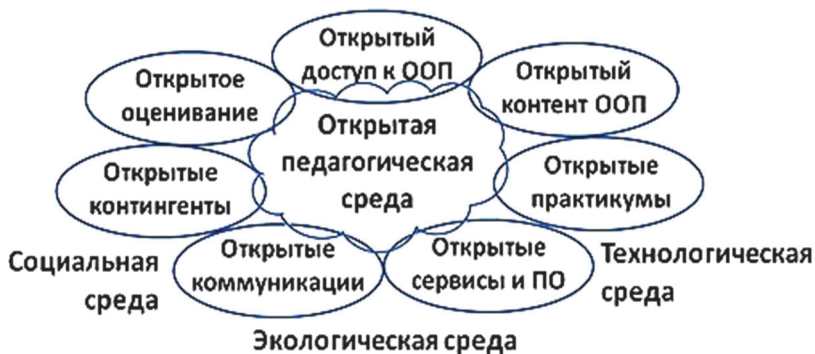 Открытый
доступ к ООП
Открытое
оценивание
Открытый
контент ООП
Открытая
педагогическая
среда
Открытые
контингенты
Открытые
практикумы
Открытые
коммуникации
Открытые
сервисы и ПО
Социальная
среда
Технологическая
среда
Экологическая среда